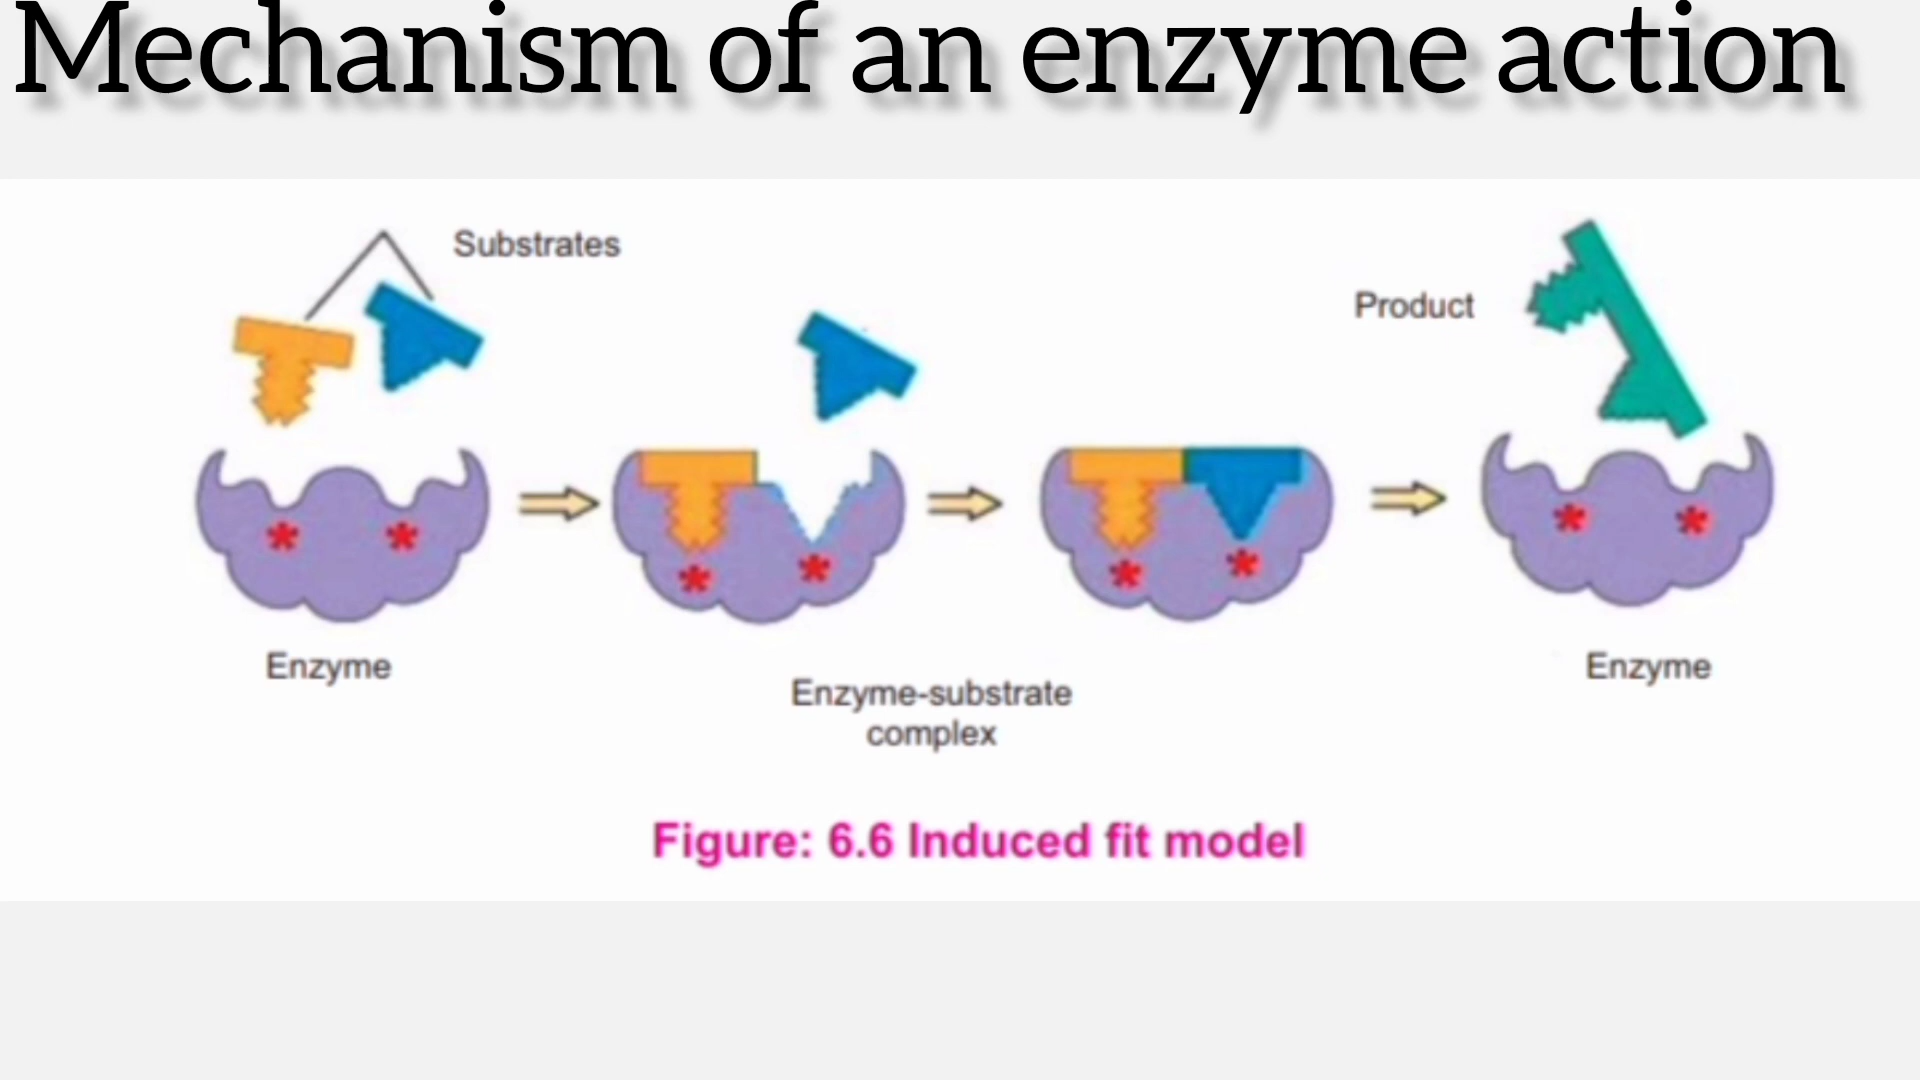 Mechanism of an enzyme action
Substrates
Product
Enzyme
Enzyme-substrate
complex
Enzyme
Figure: 6.6 Induced fit model